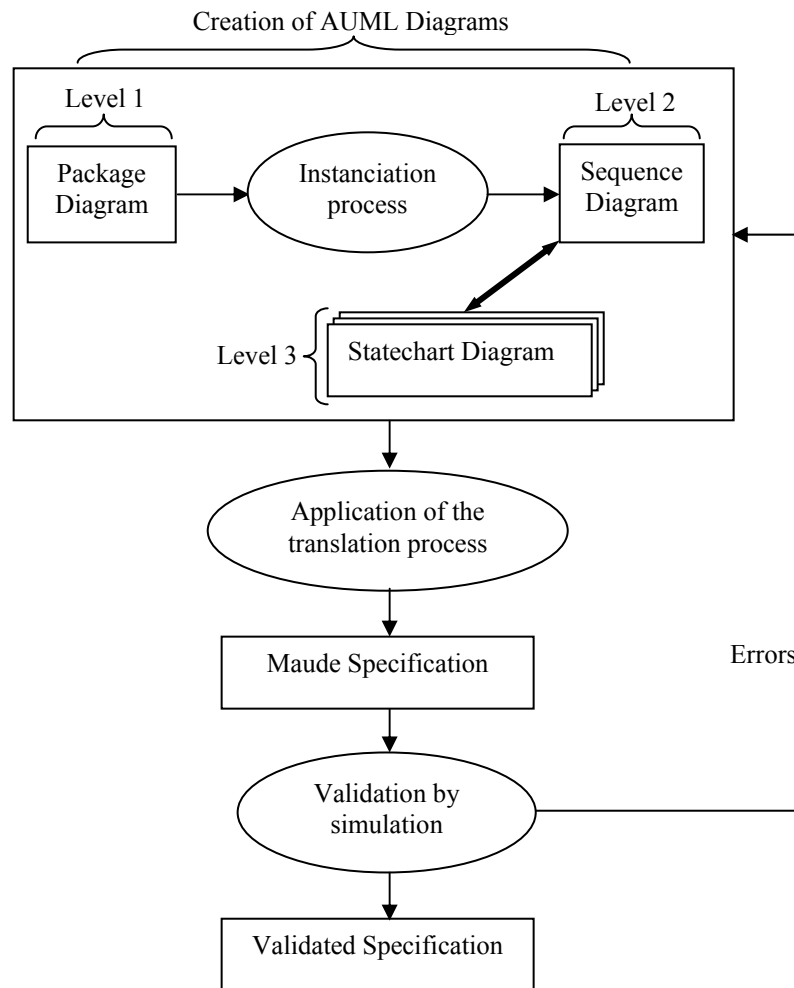 Creation of AUML Diagrams
Level 1
Level 2
Package
Diagram
Instanciation
process
Sequence
Diagram
Level 3
Statechart Diagram
Application of the
translation process
Maude Specification
Errors
Validation by
simulation
Validated Specification